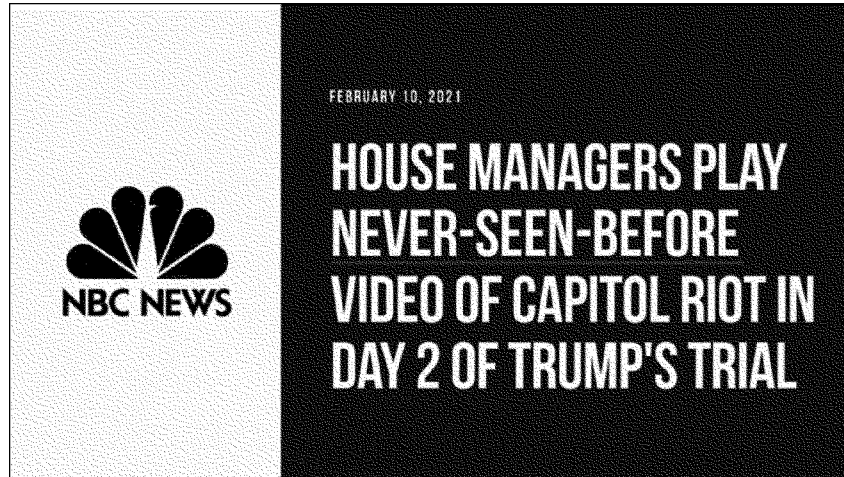 FEBRUARY 10, 2021
HOUSE MANAGERS PLAY
NEVER-SEEN-BEFORE
VIDEO OF CAPITOL RIOT IN
DAY 2 OF TRUMP'S TRIAL
NBC NEWS